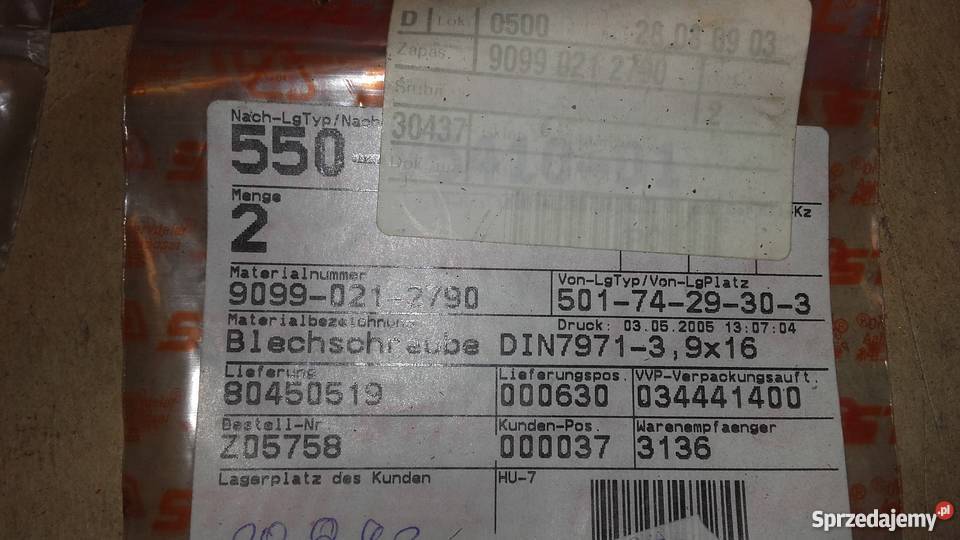 D Lok. 0500
Zapas. 9099 021 2790
Śruba
2
30437
Nach-LgTyp/Nach
550-
Menge
2
Kz
Materialnummer Von-LgTyp/Von-LgPlatz
9099-021-2790 501-74-29-30-3
Materialbezeichnung Druck: 03.05.2005 13:07:04
Blechschraube DIN7971-3,9x16
Lieferung Lieferungspos. VVP-Verpackungsauft.
80450519 000630 034441400
Bestell-Nr Kunden-Pos. Warenempfaenger
Z05758 000037 3136
Lagerplatz des Kunden HU-7
Sprzedajemy.pl